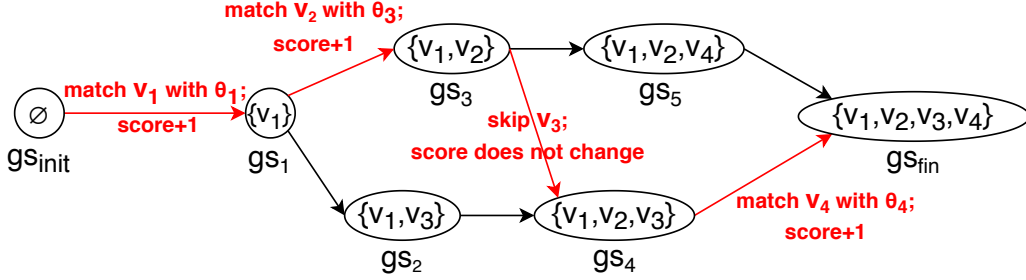 match v₂ with θ₃;
score+1
{v₁,v₂}
gs₃
{v₁,v₂,v₄}
gs₅
match v₁ with θ₁;
score+1
∅
gsinit
{v₁}
gs₁
skip v₃;
score does not change
{v₁,v₂,v₃,v₄}
gsfin
{v₁,v₃}
gs₂
{v₁,v₂,v₃}
gs₄
match v₄ with θ₄;
score+1